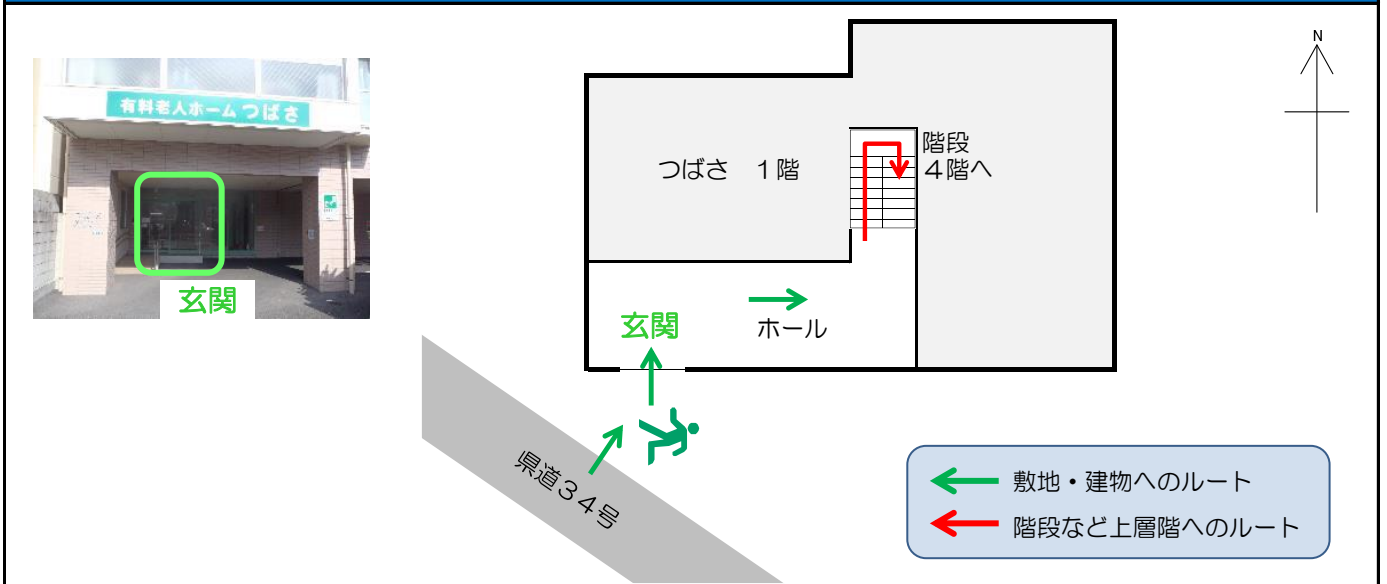 有料老人ホームつばさ
玄関
N
つばさ　１階
階段
４階へ
玄関
ホール
県道３４号
敷地・建物へのルート
階段など上層階へのルート